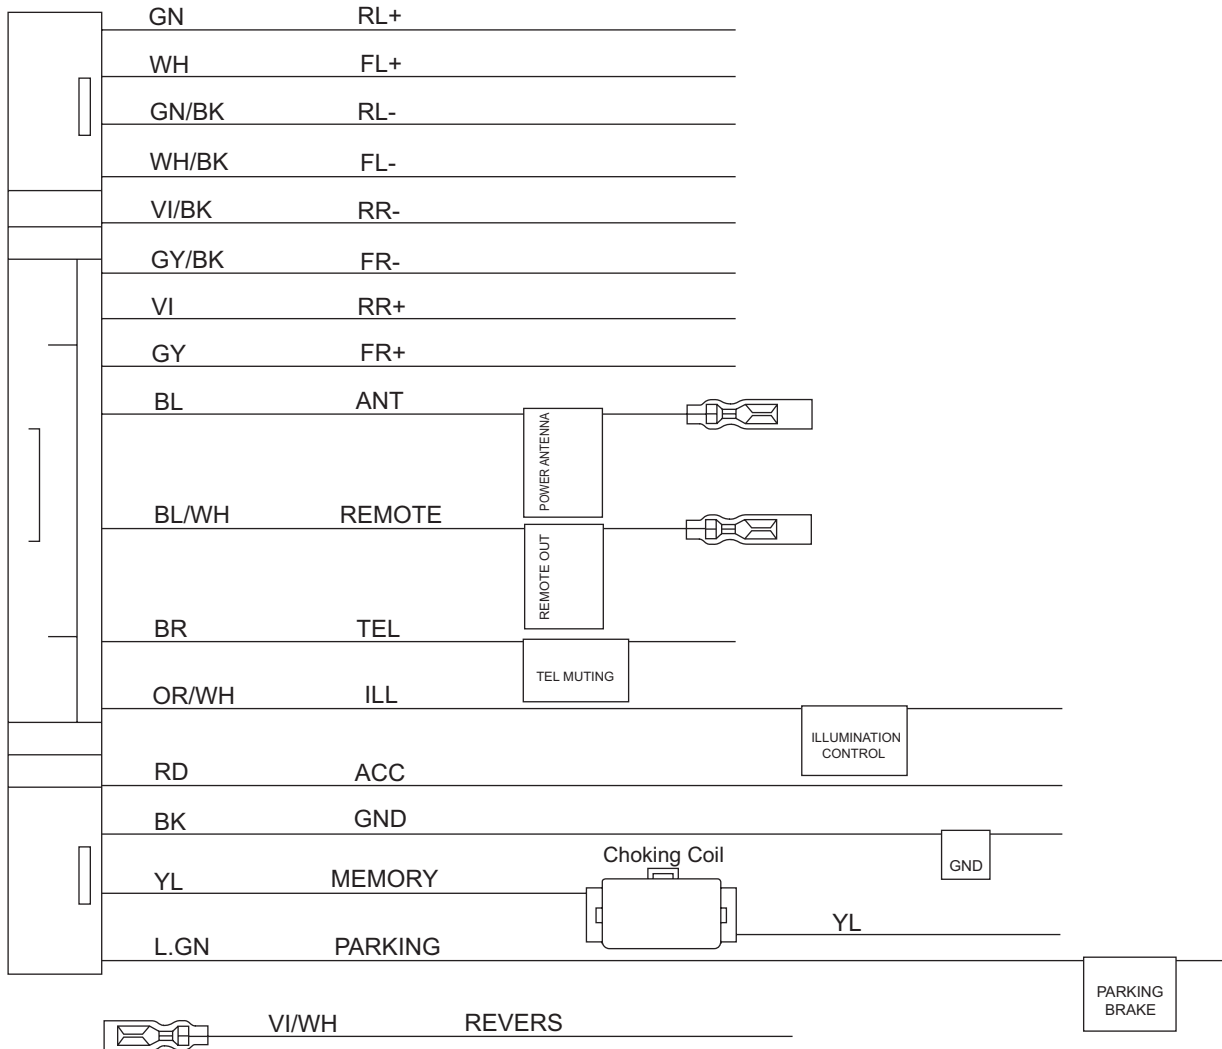 GN RL+
WH FL+
GN/BK RL-
WH/BK FL-
VI/BK RR-
GY/BK FR-
VI RR+
GY FR+
BL ANT
POWER ANTENNA
BL/WH REMOTE
REMOTE OUT
BR TEL
TEL MUTING
OR/WH ILL
ILLUMINATION
CONTROL
RD ACC
BK GND
GND
Choking Coil
YL MEMORY
YL
L.GN PARKING
PARKING
BRAKE
VI/WH REVERS